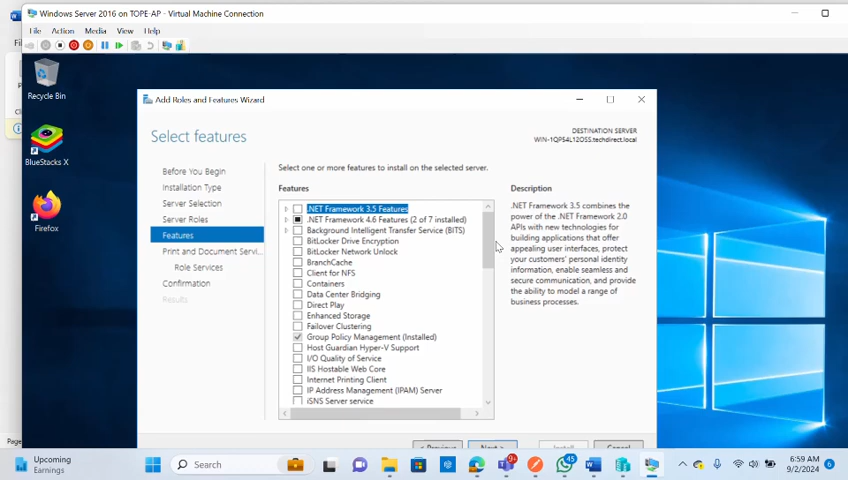 Windows Server 2016 on TOPE-AP - Virtual Machine Connection
File Action Media View Help
Recycle Bin
BlueStacks X
Firefox
Add Roles and Features Wizard
Select features
DESTINATION SERVER
WIN-1QPS4L12OSS.techdirect.local
Before You Begin
Installation Type
Server Selection
Server Roles
Features
Print and Document Servi...
Role Services
Confirmation
Results
Select one or more features to install on the selected server.
Features
.NET Framework 3.5 Features
.NET Framework 4.6 Features (2 of 7 installed)
Background Intelligent Transfer Service (BITS)
BitLocker Drive Encryption
BitLocker Network Unlock
BranchCache
Client for NFS
Containers
Data Center Bridging
Direct Play
Enhanced Storage
Failover Clustering
Group Policy Management (Installed)
Host Guardian Hyper-V Support
I/O Quality of Service
IIS Hostable Web Core
Internet Printing Client
IP Address Management (IPAM) Server
iSNS Server service
Description
.NET Framework 3.5 combines the
power of the .NET Framework 2.0
APIs with new technologies for
building applications that offer
appealing user interfaces, protect
your customers' personal identity
information, enable seamless and
secure communication, and provide
the ability to model a range of
business processes.
< Previous Next > Install Cancel
Page
Upcoming
Earnings
Search
9+
45
6:59 AM
9/2/2024
6